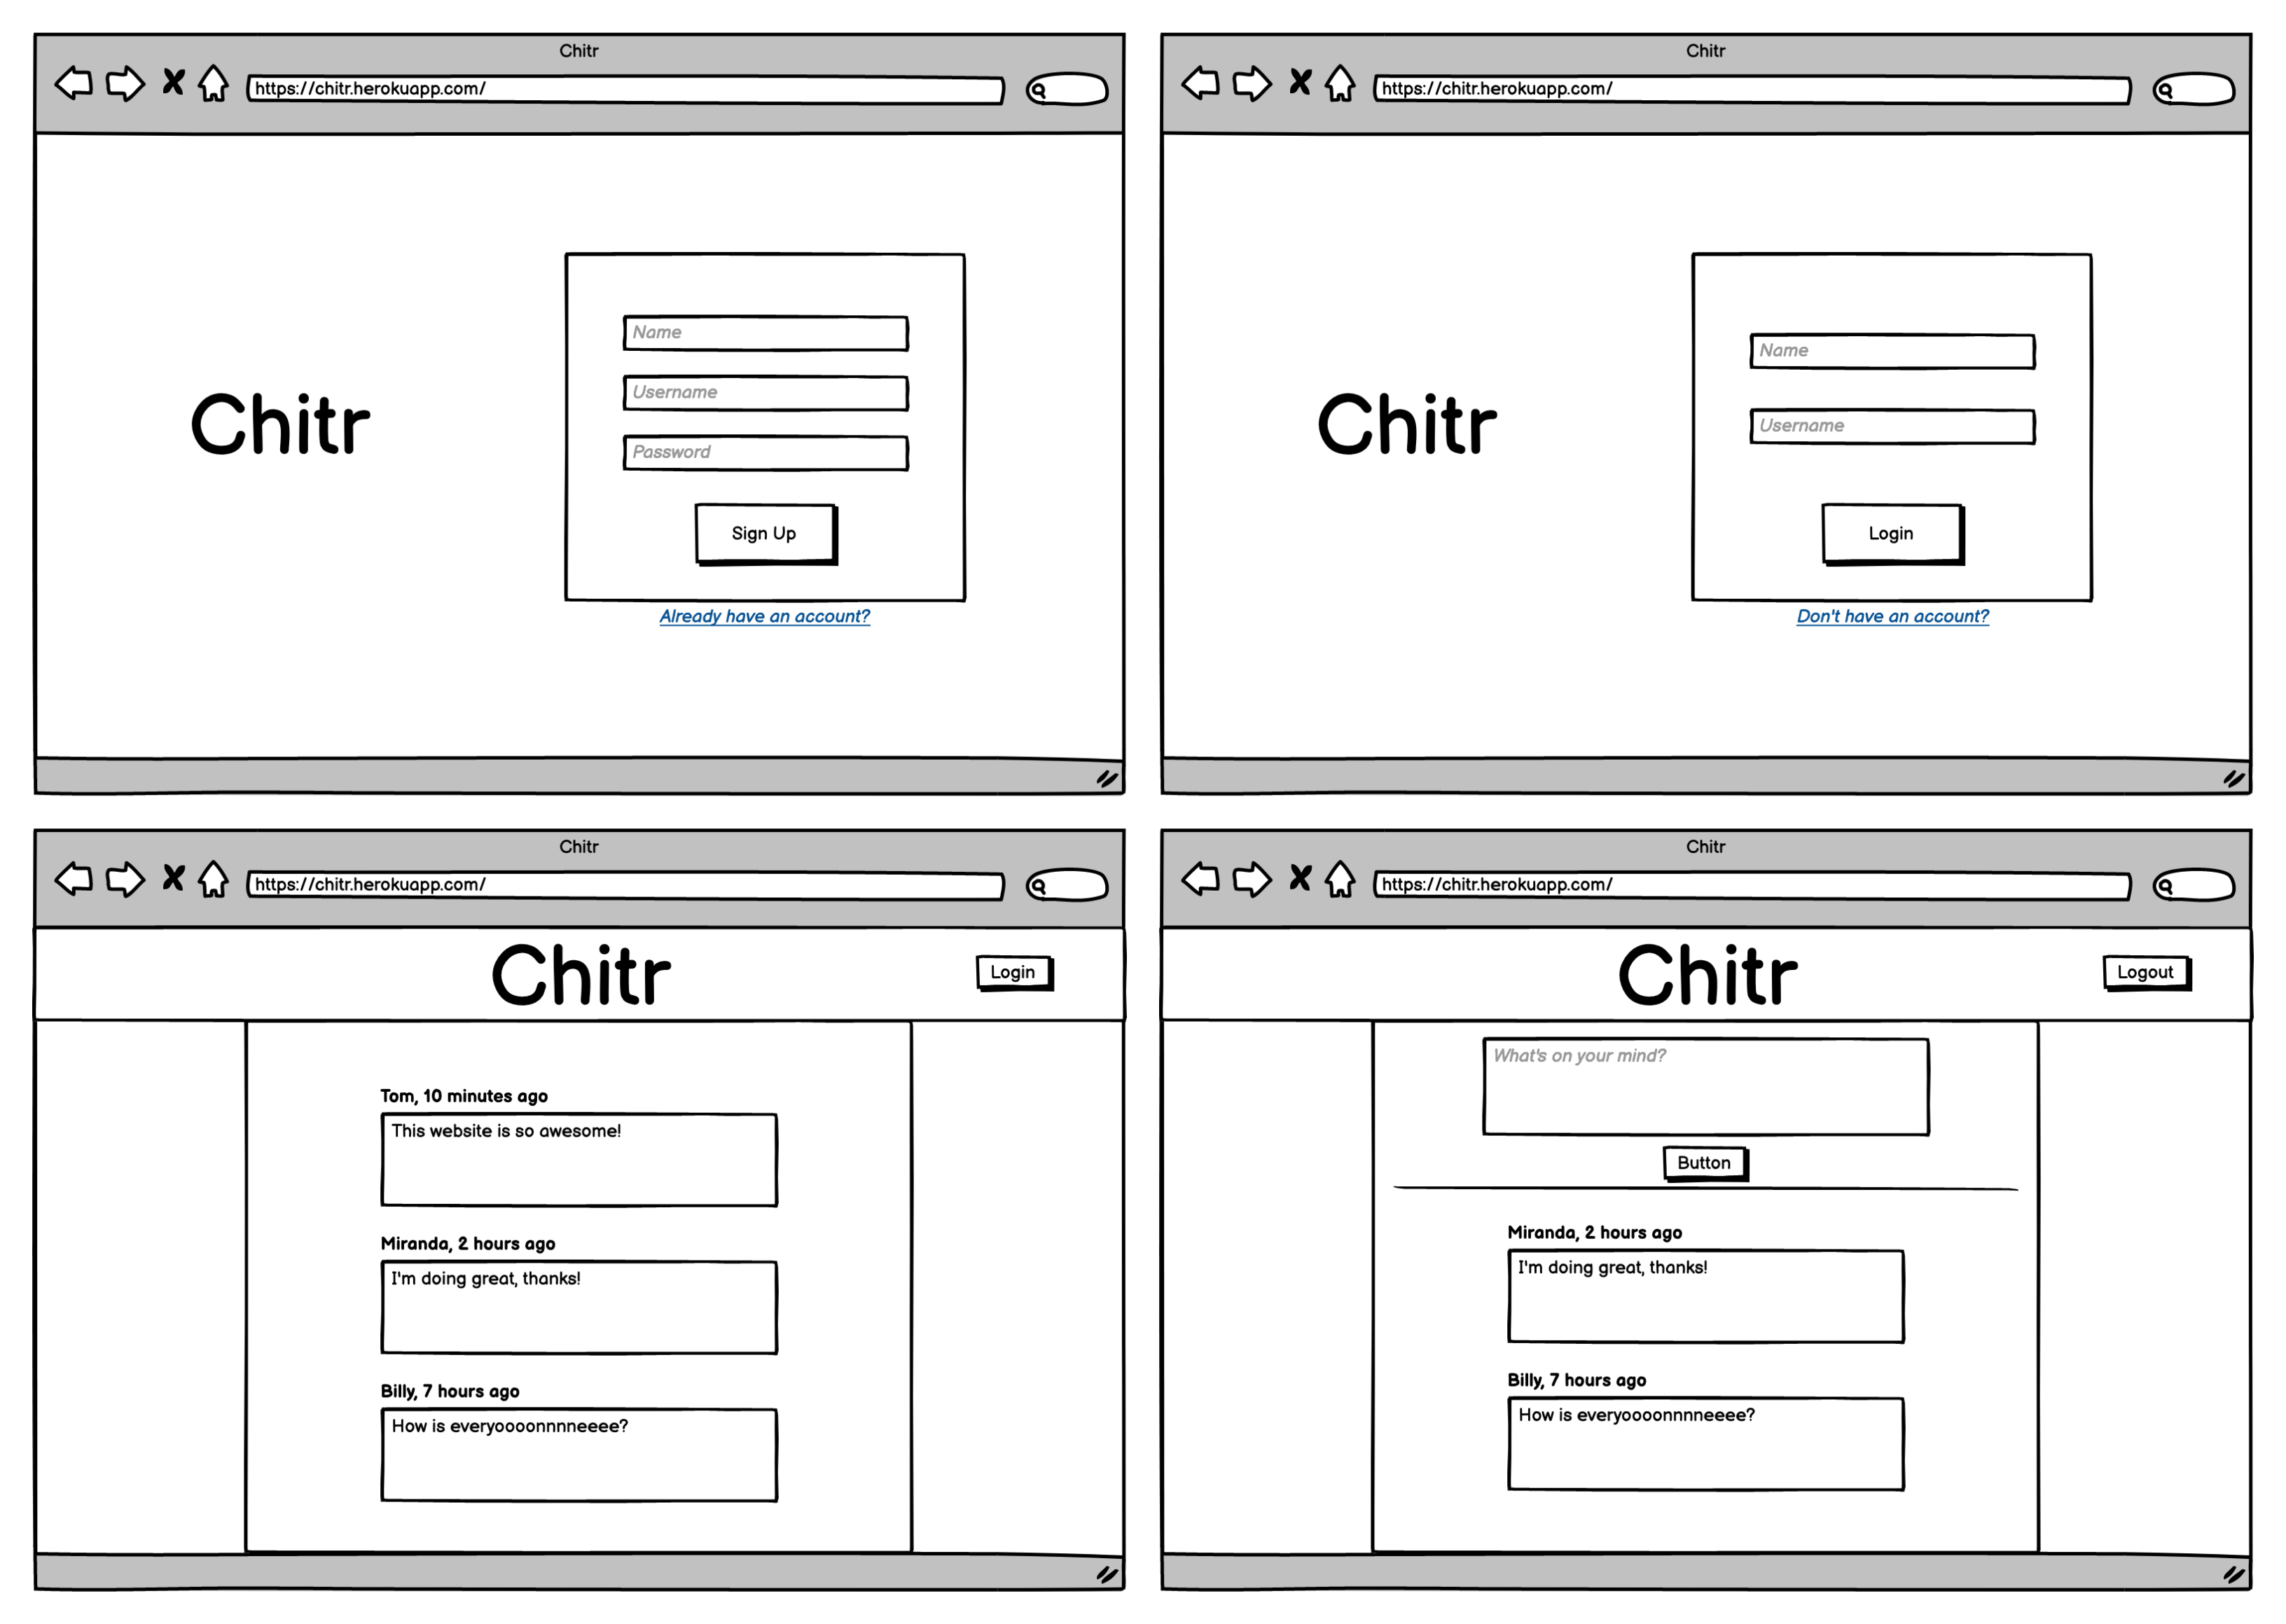 Chitr
https://chitr.herokuapp.com/
Chitr
Name
Username
Password
Sign Up
Already have an account?
Chitr
https://chitr.herokuapp.com/
Chitr
Name
Username
Login
Don't have an account?
Chitr
https://chitr.herokuapp.com/
Chitr
Login
Tom, 10 minutes ago
This website is so awesome!
Miranda, 2 hours ago
I'm doing great, thanks!
Billy, 7 hours ago
How is everyoooonnnneeee?
Chitr
https://chitr.herokuapp.com/
Chitr
Logout
What's on your mind?
Button
Miranda, 2 hours ago
I'm doing great, thanks!
Billy, 7 hours ago
How is everyoooonnnneeee?